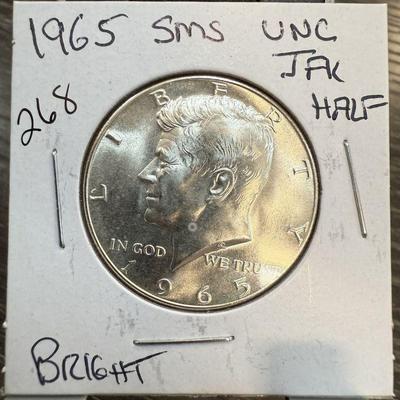 1965 SMS UNC
JFK
HALF
268
LIBERTY
IN GOD WE TRUST
1965
BRIGHT